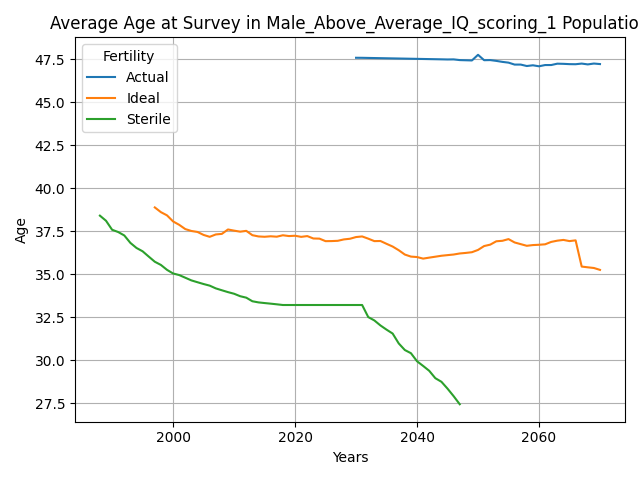 Average Age at Survey in Male_Above_Average_IQ_scoring_1 Populatio
Fertility
Actual
Ideal
Sterile
47.5
45.0
42.5
40.0
37.5
35.0
32.5
30.0
27.5
Age
2000 2020 2040 2060
Years